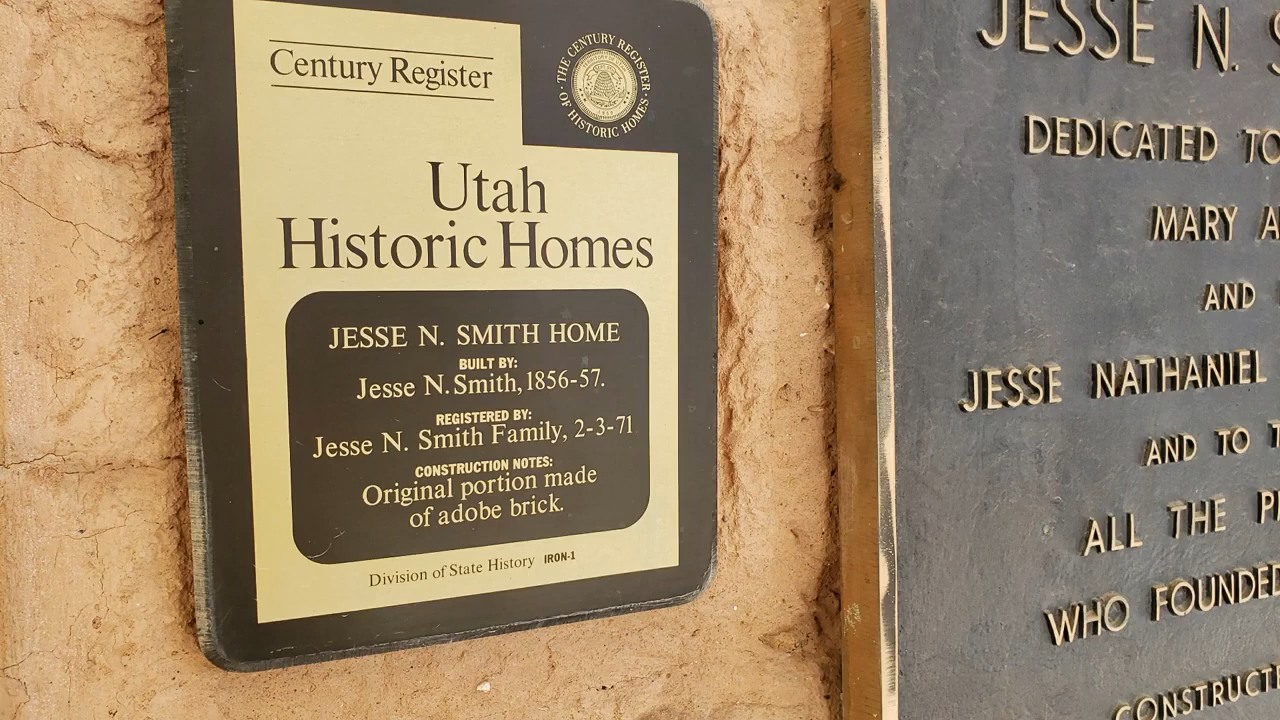 Century Register
· THE CENTURY REGISTER ·
OF HISTORIC HOMES
Utah
Historic Homes
JESSE N. SMITH HOME
BUILT BY:
Jesse N. Smith, 1856-57.
REGISTERED BY:
Jesse N. Smith Family, 2-3-71
CONSTRUCTION NOTES:
Original portion made
of adobe brick.
Division of State History IRON-1
JESSE N.
DEDICATED TO
MARY
AND
JESSE NATHANIEL
AND TO
ALL THE
WHO FOUNDED